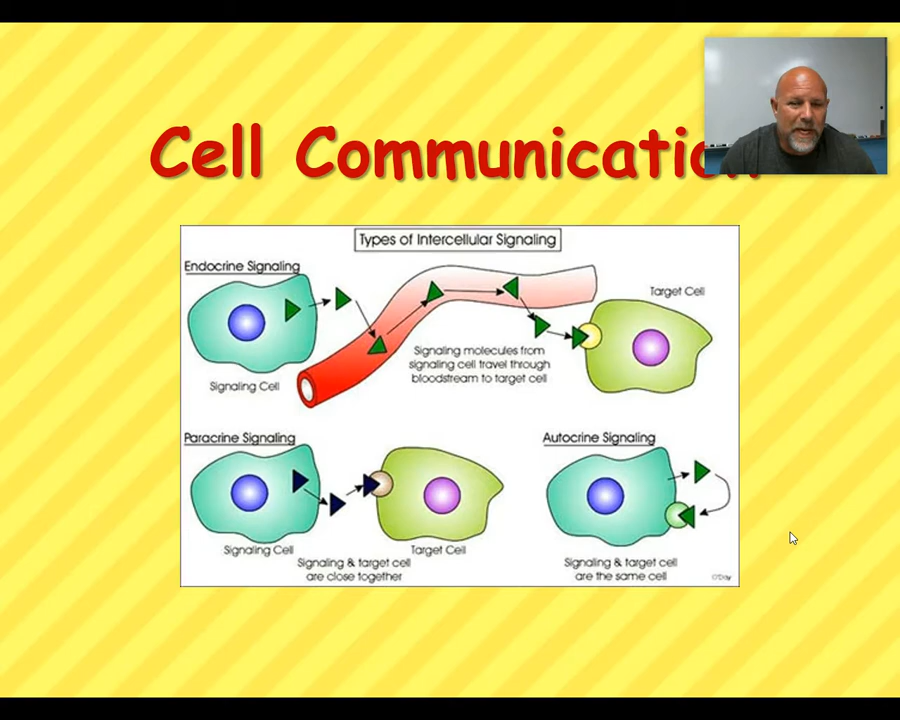 Cell Communication
Types of Intercellular Signaling
Endocrine Signaling
Target Cell
Signaling molecules from
signaling cell travel through
bloodstream to target cell
Signaling Cell
Paracrine Signaling
Autocrine Signaling
Signaling Cell
Target Cell
Signaling & target cell
are close together
Signaling & target cell
are the same cell
O'Day